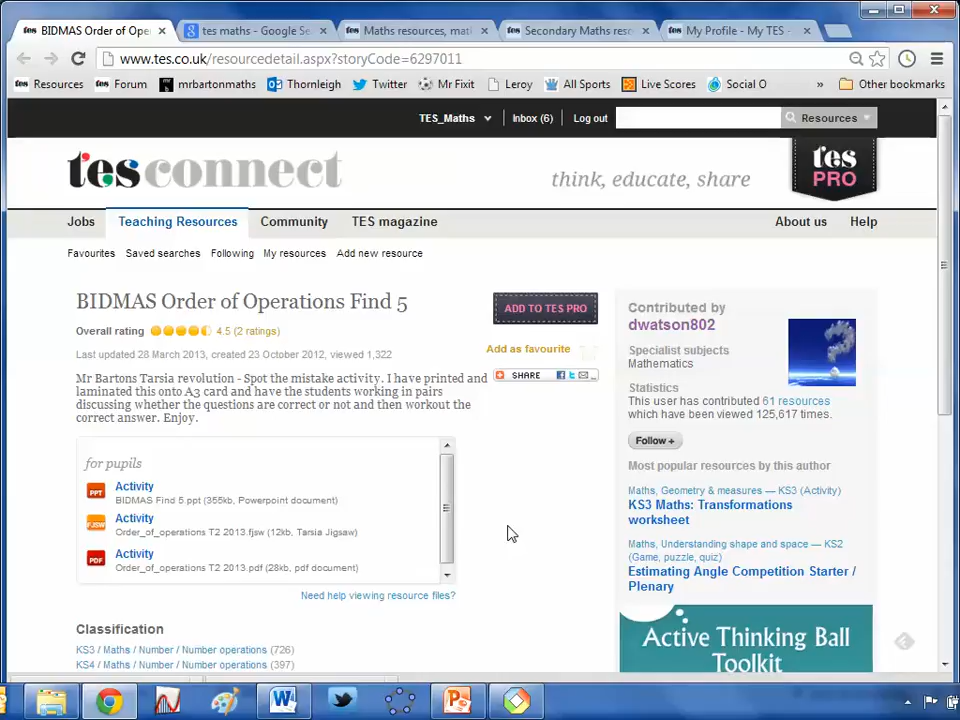 BIDMAS Order of Ope
tes maths - Google Se
Maths resources, mat
Secondary Maths reso
My Profile - My TES -
www.tes.co.uk/resourcedetail.aspx?storyCode=6297011
Resources
Forum
mrbartonmaths
Thornleigh
Twitter
Mr Fixit
Leroy
All Sports
Live Scores
Social O
»
Other bookmarks
TES_Maths
Inbox (6)
Log out
Resources
tes connect
think, educate, share
tes PRO
Jobs
Teaching Resources
Community
TES magazine
About us
Help
Favourites
Saved searches
Following
My resources
Add new resource
BIDMAS Order of Operations Find 5
ADD TO TES PRO
Overall rating
4.5 (2 ratings)
Add as favourite
Last updated 28 March 2013, created 23 October 2012, viewed 1,322
SHARE
Mr Bartons Tarsia revolution - Spot the mistake activity. I have printed and
laminated this onto A3 card and have the students working in pairs
discussing whether the questions are correct or not and then workout the
correct answer. Enjoy.
for pupils
PPT
Activity
BIDMAS Find 5.ppt (355kb, Powerpoint document)
FJSW
Activity
Order_of_operations T2 2013.fjsw (12kb, Tarsia Jigsaw)
PDF
Activity
Order_of_operations T2 2013.pdf (28kb, pdf document)
Need help viewing resource files?
Classification
KS3 / Maths / Number / Number operations (726)
KS4 / Maths / Number / Number operations (397)
Contributed by
dwatson802
Specialist subjects
Mathematics
Statistics
This user has contributed 61 resources
which have been viewed 125,617 times.
Follow +
Most popular resources by this author
Maths, Geometry & measures — KS3 (Activity)
KS3 Maths: Transformations
worksheet
Maths, Understanding shape and space — KS2
(Game, puzzle, quiz)
Estimating Angle Competition Starter /
Plenary
Active Thinking Ball
Toolkit